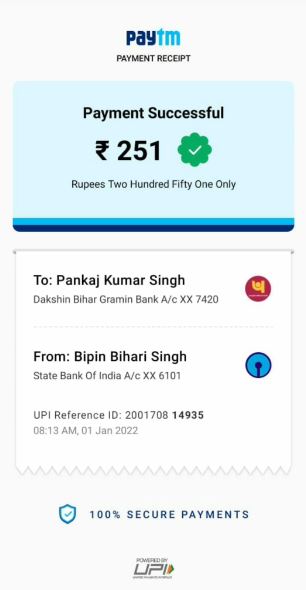 paytm
PAYMENT RECEIPT
Payment Successful
₹ 251
Rupees Two Hundred Fifty One Only
To: Pankaj Kumar Singh
Dakshin Bihar Gramin Bank A/c XX 7420
From: Bipin Bihari Singh
State Bank Of India A/c XX 6101
UPI Reference ID: 2001708 14935
08:13 AM, 01 Jan 2022
100% SECURE PAYMENTS
POWERED BY
UPI
UNIFIED PAYMENTS INTERFACE